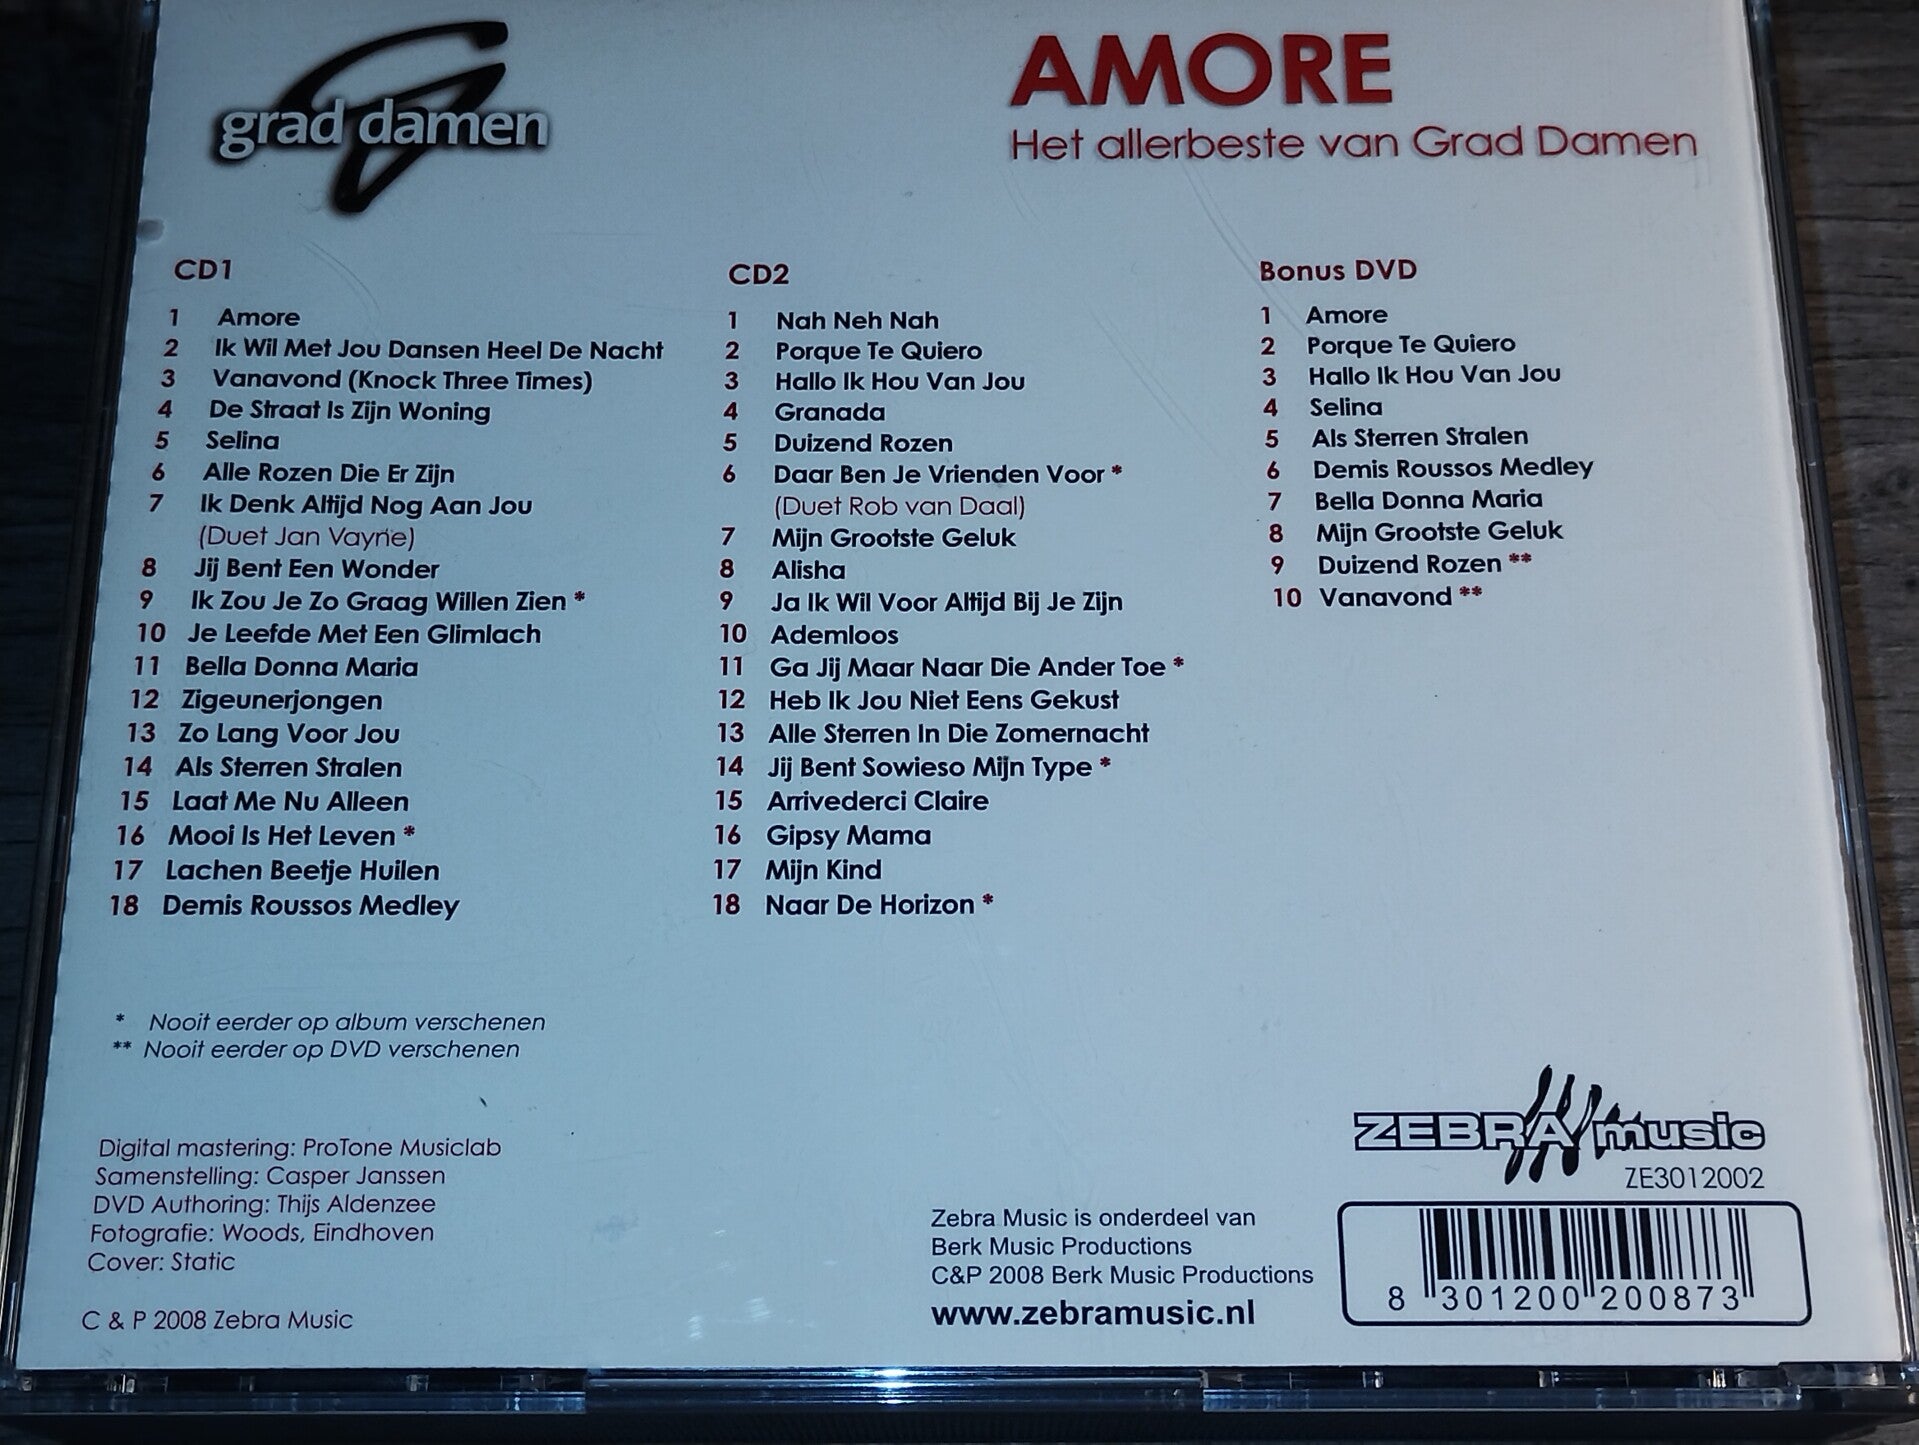 grad damen
AMORE
Het allerbeste van Grad Damen
CD1
1 Amore
2 Ik Wil Met Jou Dansen Heel De Nacht
3 Vanavond (Knock Three Times)
4 De Straat Is Zijn Woning
5 Selina
6 Alle Rozen Die Er Zijn
7 Ik Denk Altijd Nog Aan Jou
(Duet Jan Vayne)
8 Jij Bent Een Wonder
9 Ik Zou Je Zo Graag Willen Zien *
10 Je Leefde Met Een Glimlach
11 Bella Donna Maria
12 Zigeunerjongen
13 Zo Lang Voor Jou
14 Als Sterren Stralen
15 Laat Me Nu Alleen
16 Mooi Is Het Leven *
17 Lachen Beetje Huilen
18 Demis Roussos Medley
CD2
1 Nah Neh Nah
2 Porque Te Quiero
3 Hallo Ik Hou Van Jou
4 Granada
5 Duizend Rozen
6 Daar Ben Je Vrienden Voor *
(Duet Rob van Daal)
7 Mijn Grootste Geluk
8 Alisha
9 Ja Ik Wil Voor Altijd Bij Je Zijn
10 Ademloos
11 Ga Jij Maar Naar Die Ander Toe *
12 Heb Ik Jou Niet Eens Gekust
13 Alle Sterren In Die Zomernacht
14 Jij Bent Sowieso Mijn Type *
15 Arrivederci Claire
16 Gipsy Mama
17 Mijn Kind
18 Naar De Horizon *
Bonus DVD
1 Amore
2 Porque Te Quiero
3 Hallo Ik Hou Van Jou
4 Selina
5 Als Sterren Stralen
6 Demis Roussos Medley
7 Bella Donna Maria
8 Mijn Grootste Geluk
9 Duizend Rozen **
10 Vanavond **
* Nooit eerder op album verschenen
** Nooit eerder op DVD verschenen
Digital mastering: ProTone Musiclab
Samenstelling: Casper Janssen
DVD Authoring: Thijs Aldenzee
Fotografie: Woods, Eindhoven
Cover: Static
C & P 2008 Zebra Music
Zebra Music is onderdeel van
Berk Music Productions
C&P 2008 Berk Music Productions
www.zebramusic.nl
ZEBRA music
ZE3012002
8 301200 200873